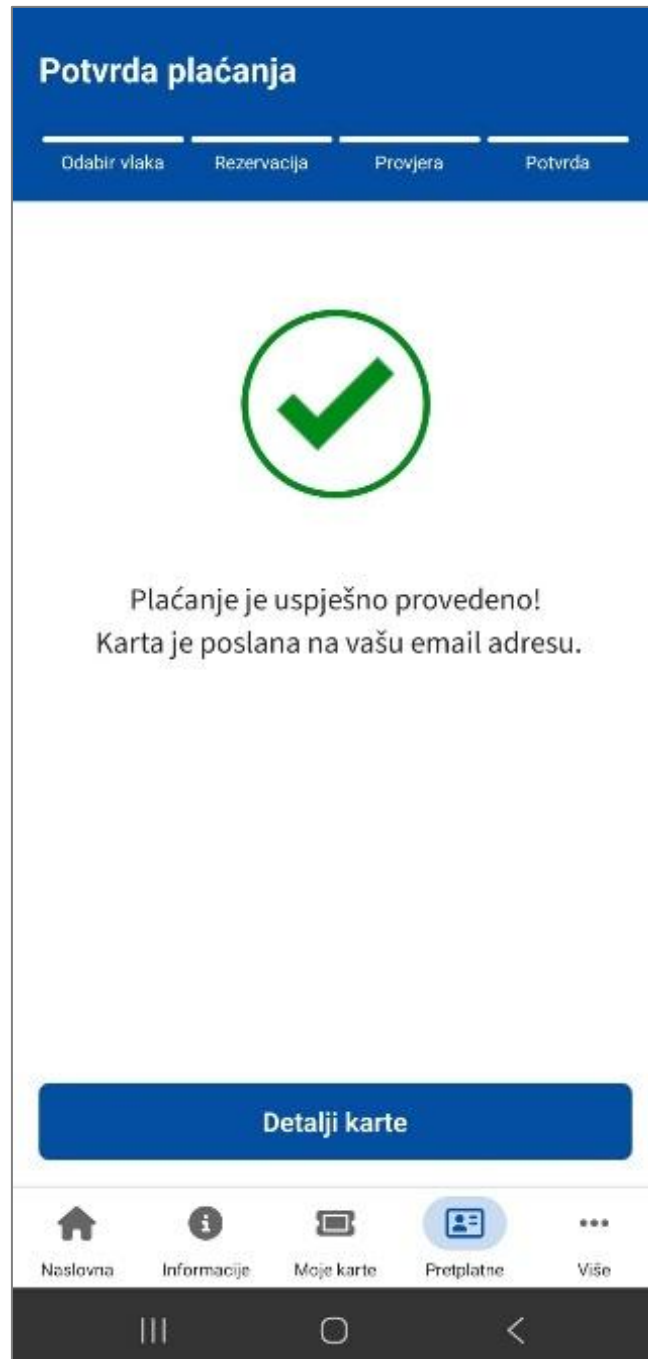 Potvrda plaćanja
Odabir vlaka Rezervacija Provjera Potvrda
Plaćanje je uspješno provedeno!
Karta je poslana na vašu email adresu.
Detalji karte
Naslovna Informacije Moje karte Pretplatne Više